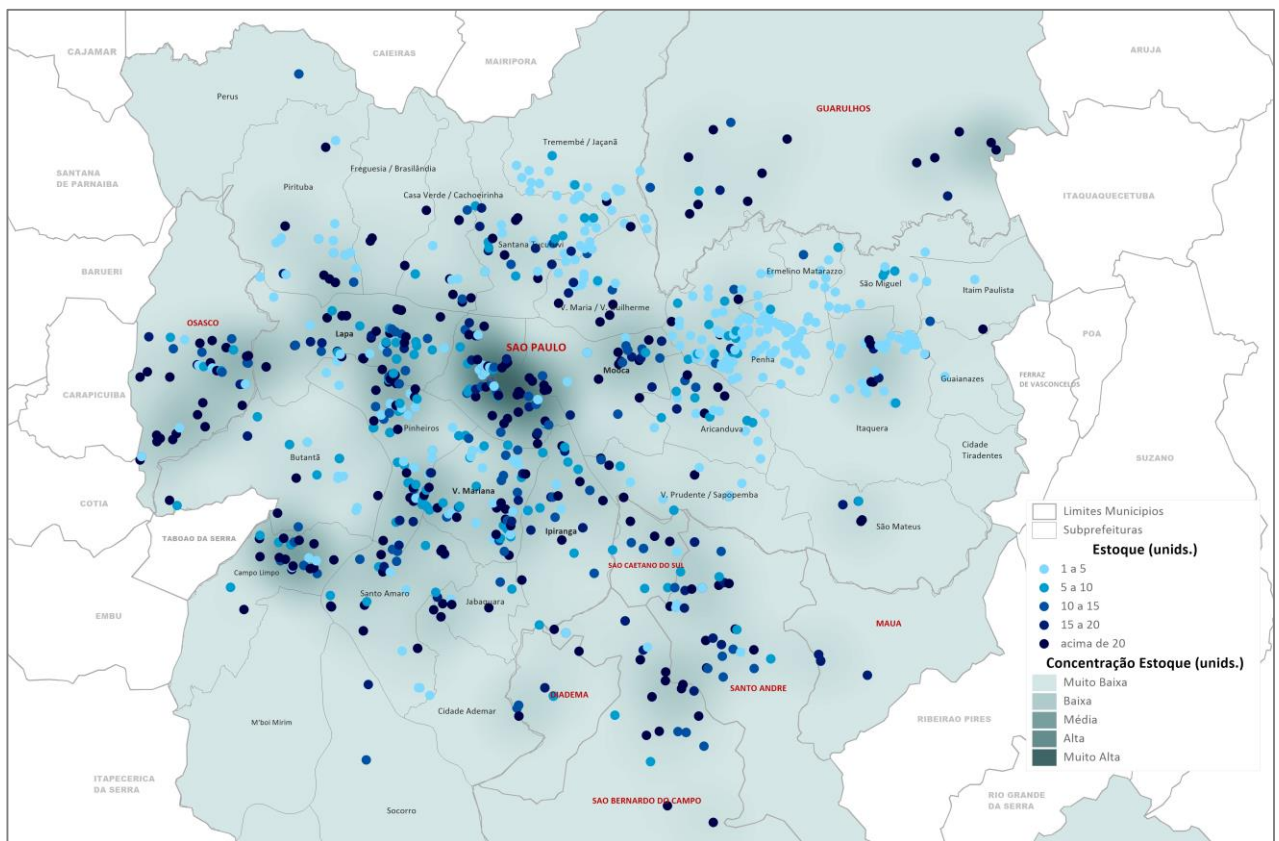 CAJAMAR
CAIEIRAS
MAIRIPORA
ARUJA
Perus
GUARULHOS
Tremembé / Jaçanã
Freguesia / Brasilândia
SANTANA
DE PARNAIBA
Pirituba
Casa Verde / Cachoeirinha
ITAQUAQUECETUBA
Santana Tucuruvi
BARUERI
Ermelino Matarazzo
São Miguel
Itaim Paulista
V. Maria / V. Guilherme
OSASCO
Lapa
SAO PAULO
POA
Penha
Mooca
Guaianazes
FERRAZ
DE VASCONCELOS
CARAPICUIBA
Pinheiros
Aricanduva
Itaquera
Butantã
Cidade
Tiradentes
SUZANO
V. Mariana
V. Prudente / Sapopemba
COTIA
Ipiranga
São Mateus
TABOAO DA SERRA
SAO CAETANO DO SUL
Campo Limpo
Santo Amaro
Jabaquara
EMBU
MAUA
DIADEMA
SANTO ANDRE
Cidade Ademar
M'boi Mirim
RIBEIRAO PIRES
ITAPECERICA
DA SERRA
SAO BERNARDO DO CAMPO
RIO GRANDE
DA SERRA
Socorro
Limites Municipios
Subprefeituras
Estoque (unids.)
1 a 5
5 a 10
10 a 15
15 a 20
acima de 20
Concentração Estoque (unids.)
Muito Baixa
Baixa
Média
Alta
Muito Alta